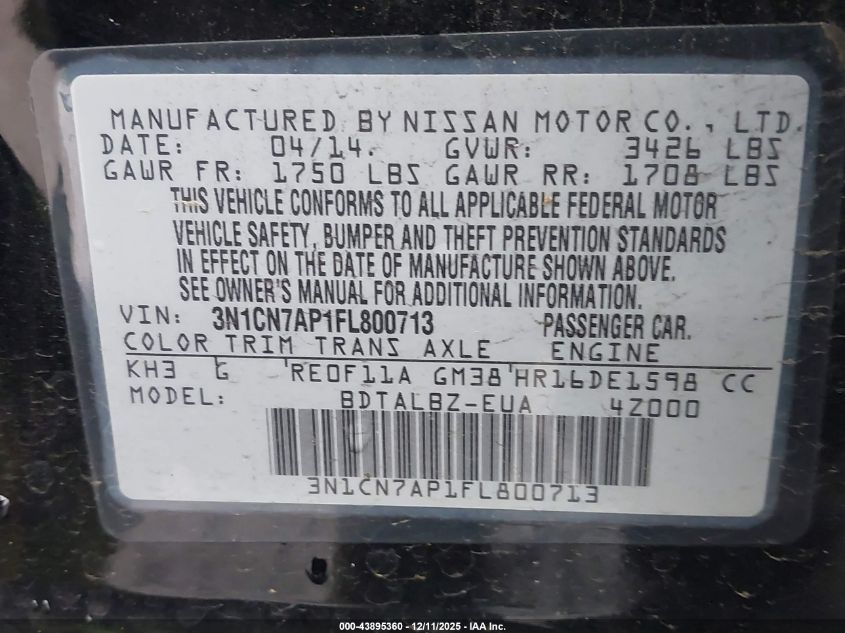 MANUFACTURED BY NISSAN MOTOR CO., LTD.
DATE: 04/14. GVWR: 3426 LBS
GAWR FR: 1750 LBS GAWR RR: 1708 LBS
THIS VEHICLE CONFORMS TO ALL APPLICABLE FEDERAL MOTOR
VEHICLE SAFETY, BUMPER AND THEFT PREVENTION STANDARDS
IN EFFECT ON THE DATE OF MANUFACTURE SHOWN ABOVE.
SEE OWNER'S MANUAL FOR ADDITIONAL INFORMATION.
VIN: 3N1CN7AP1FL800713 PASSENGER CAR.
COLOR TRIM TRANS AXLE ENGINE
KH3 G RE0F11A GM38 HR16DE1598 CC
MODEL: BDTALBZ-EUA 4Z000
3N1CN7AP1FL800713
000-43895360 - 12/11/2025 - IAA Inc.